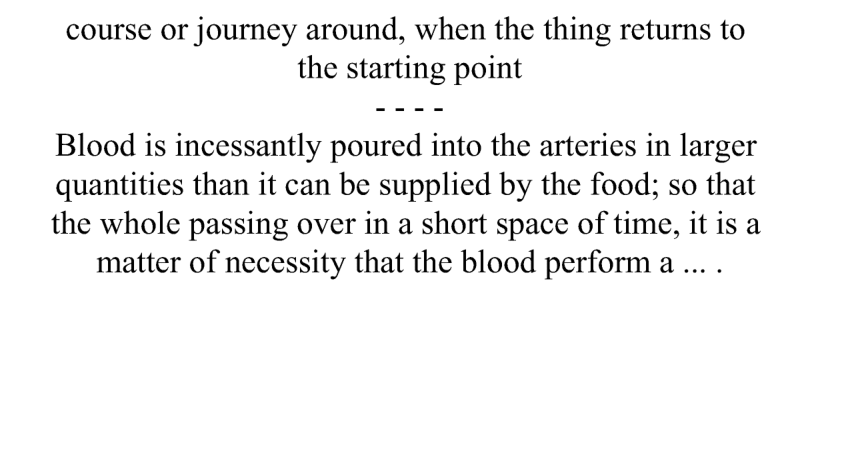 course or journey around, when the thing returns to
the starting point
- - - -
Blood is incessantly poured into the arteries in larger
quantities than it can be supplied by the food; so that
the whole passing over in a short space of time, it is a
matter of necessity that the blood perform a ... .